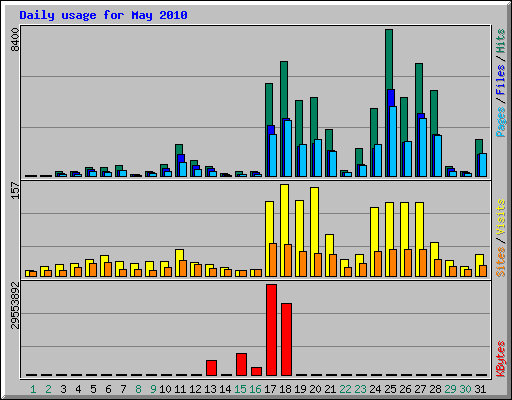 Daily usage for May 2010
8400
Pages / Files / Hits
157
Sites / Visits
29553892
KBytes
1 2 3 4 5 6 7 8 9 10 11 12 13 14 15 16 17 18 19 20 21 22 23 24 25 26 27 28 29 30 31